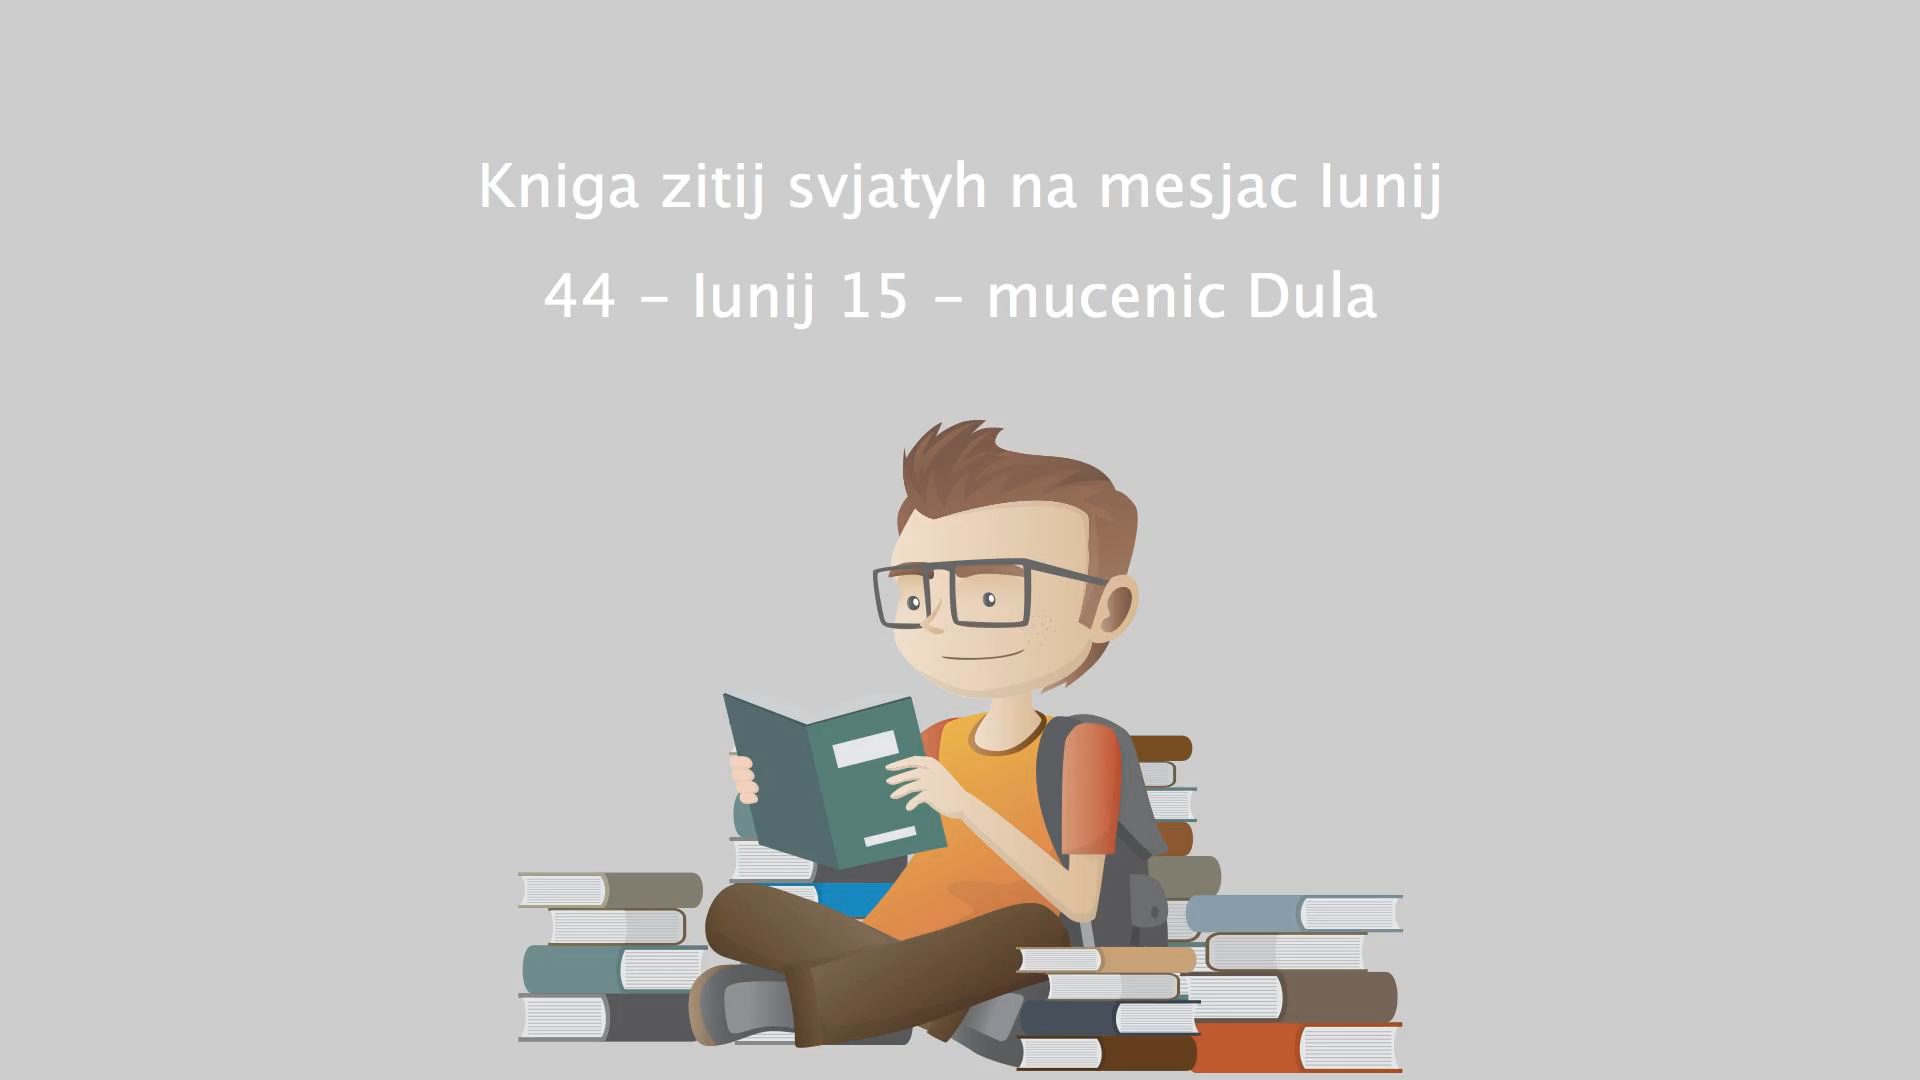 Kniga zitij svjatyh na mesjac Iunij
44 – Iunij 15 – mucenic Dula